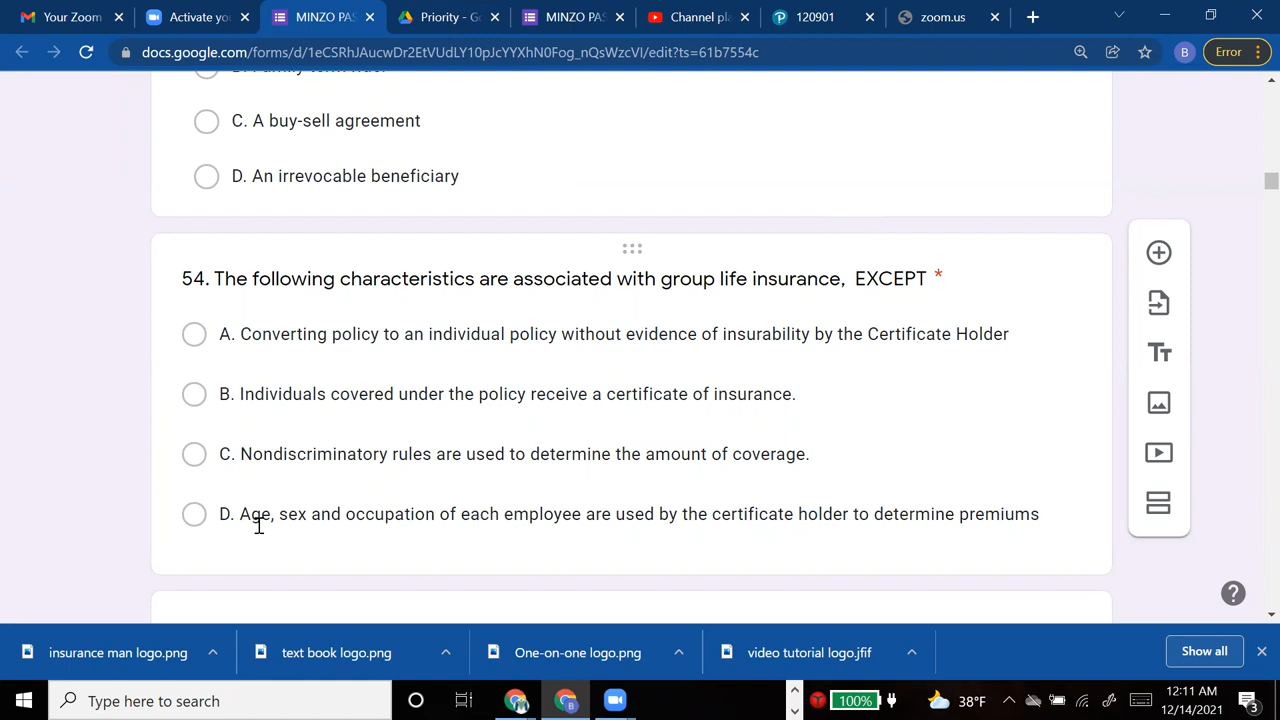 Your Zoom
Activate you
MINZO PAS
Priority - Go
MINZO PAS
Channel pla
120901
zoom.us
docs.google.com/forms/d/1eCSRhJAucwDr2EtVUdLY10pJcYYXhN0Fog_nQsWzcVI/edit?ts=61b7554c
B
Error
C. A buy-sell agreement
D. An irrevocable beneficiary
54. The following characteristics are associated with group life insurance,  EXCEPT *
A. Converting policy to an individual policy without evidence of insurability by the Certificate Holder
B. Individuals covered under the policy receive a certificate of insurance.
C. Nondiscriminatory rules are used to determine the amount of coverage.
D. Age, sex and occupation of each employee are used by the certificate holder to determine premiums
Tт
insurance man logo.png
text book logo.png
One-on-one logo.png
video tutorial logo.jfif
Show all
Type here to search
100%
38°F
12:11 AM
12/14/2021
3